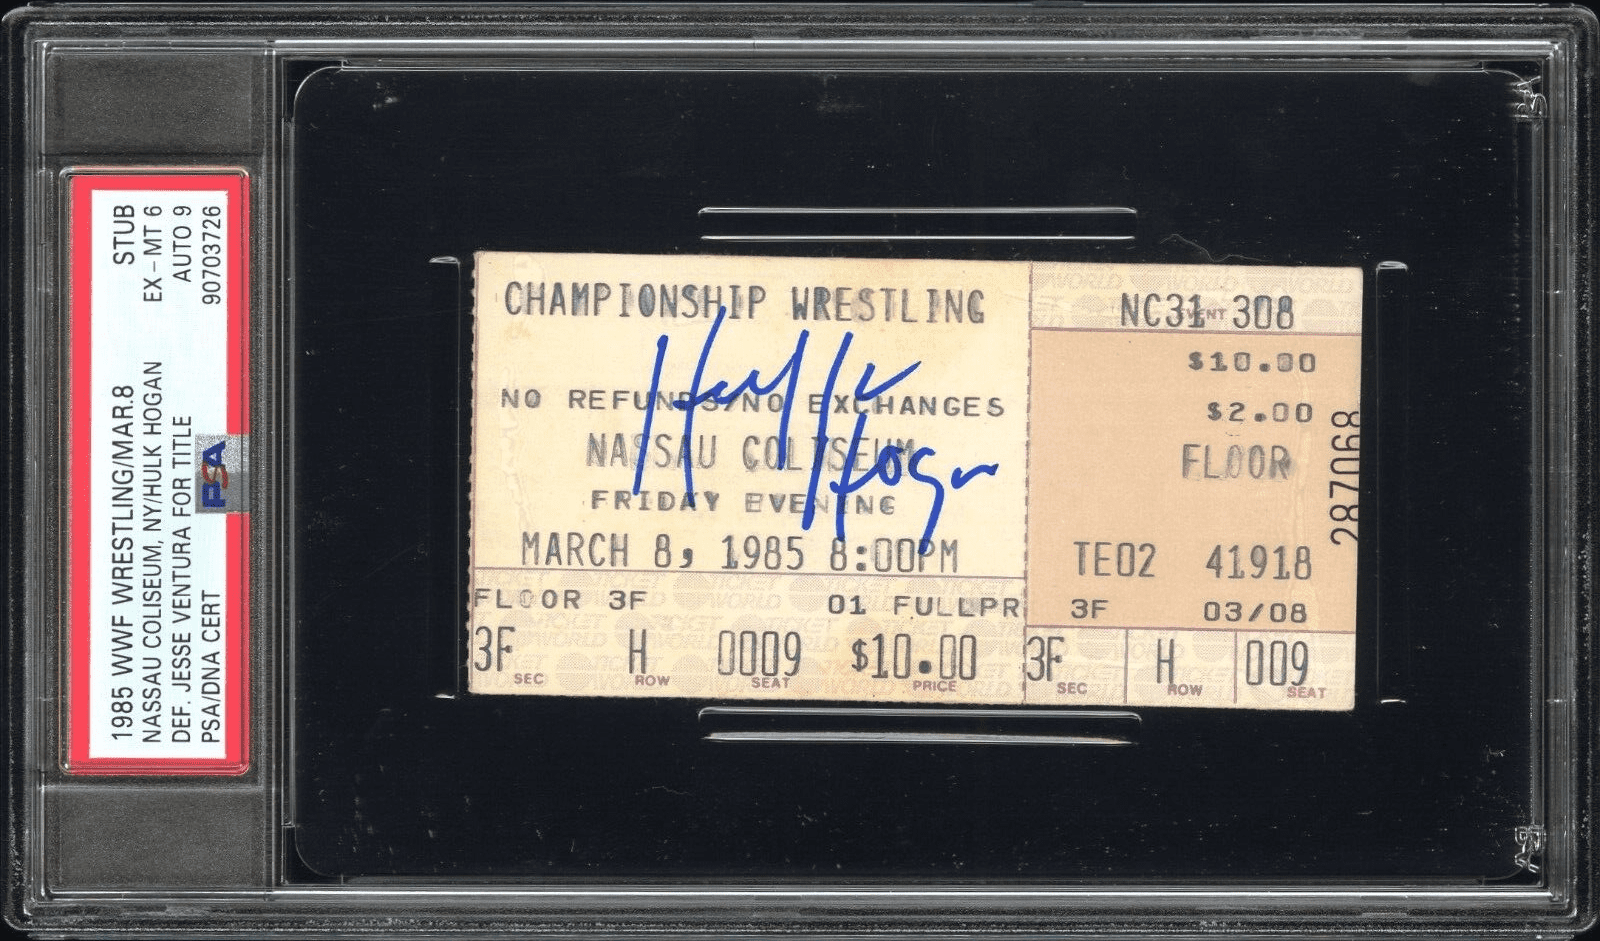 1985 WWF WRESTLING/MAR.8 STUB
NASSAU COLISEUM, NY/HULK HOGAN EX-MT 6
DEF. JESSE VENTURA FOR TITLE AUTO 9
PSA/DNA CERT 90703726
PSA
CHAMPIONSHIP WRESTLING
NO REFUNDS/NO EXCHANGES
NASSAU COLISEUM
FRIDAY EVENING
MARCH 8, 1985 8:00PM
Hulk Hogan
FLOOR 3F 01 FULLPR
3F H 0009 $10.00
SEC ROW SEAT PRICE
NC31 308
EVENT
$10.00
$2.00
FLOOR
287068
TE02 41918
3F 03/08
3F H 009
SEC ROW SEAT
TICKET WORLD